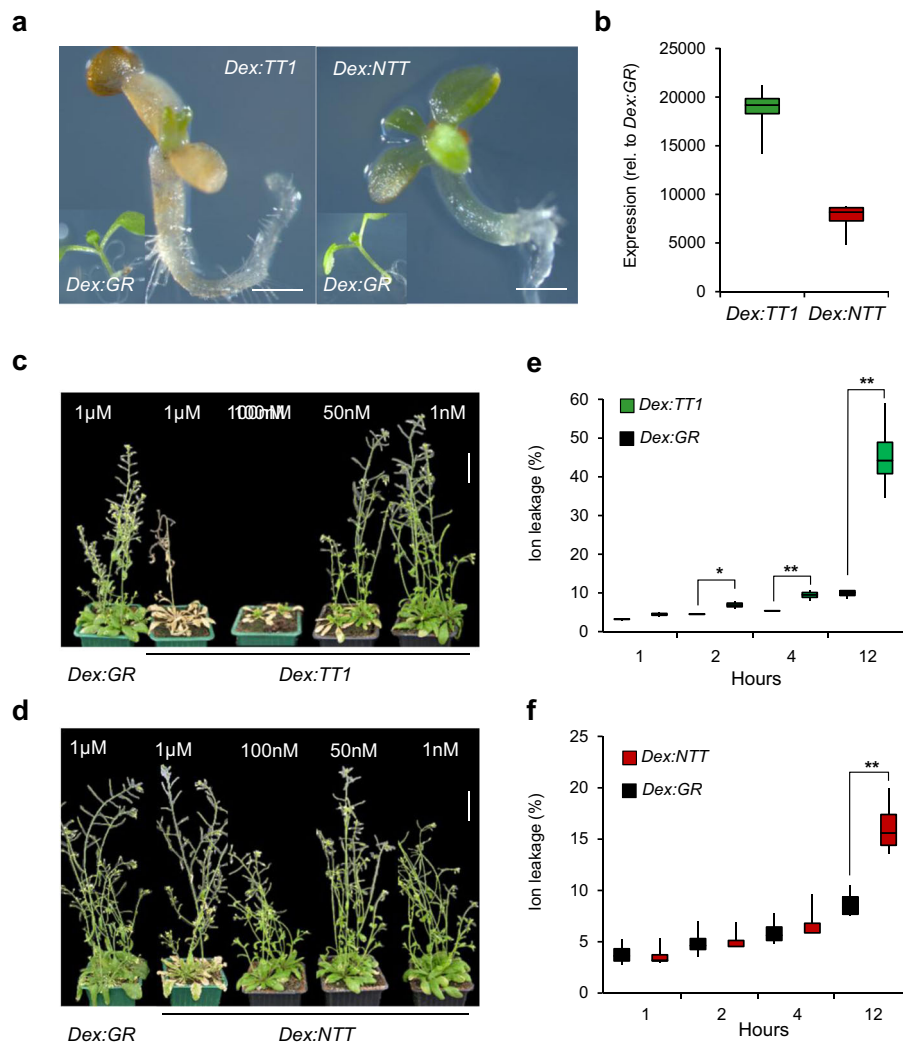 a
Dex:TT1
Dex:NTT
Dex:GR
Dex:GR
b
25000
20000
15000
10000
5000
0
Expression (rel. to Dex:GR)
Dex:TT1 Dex:NTT
c
1µM 1µM 50nM 1nM
Dex:GR Dex:TT1
d
1µM 1µM 100nM 50nM 1nM
Dex:GR Dex:NTT
e
Dex:TT1
Dex:GR
60
50
40
30
20
10
0
Ion leakage (%)
* ** **
1 2 4 12
Hours
f
Dex:NTT
Dex:GR
25
20
15
10
5
0
Ion leakage (%)
**
1 2 4 12
Hours